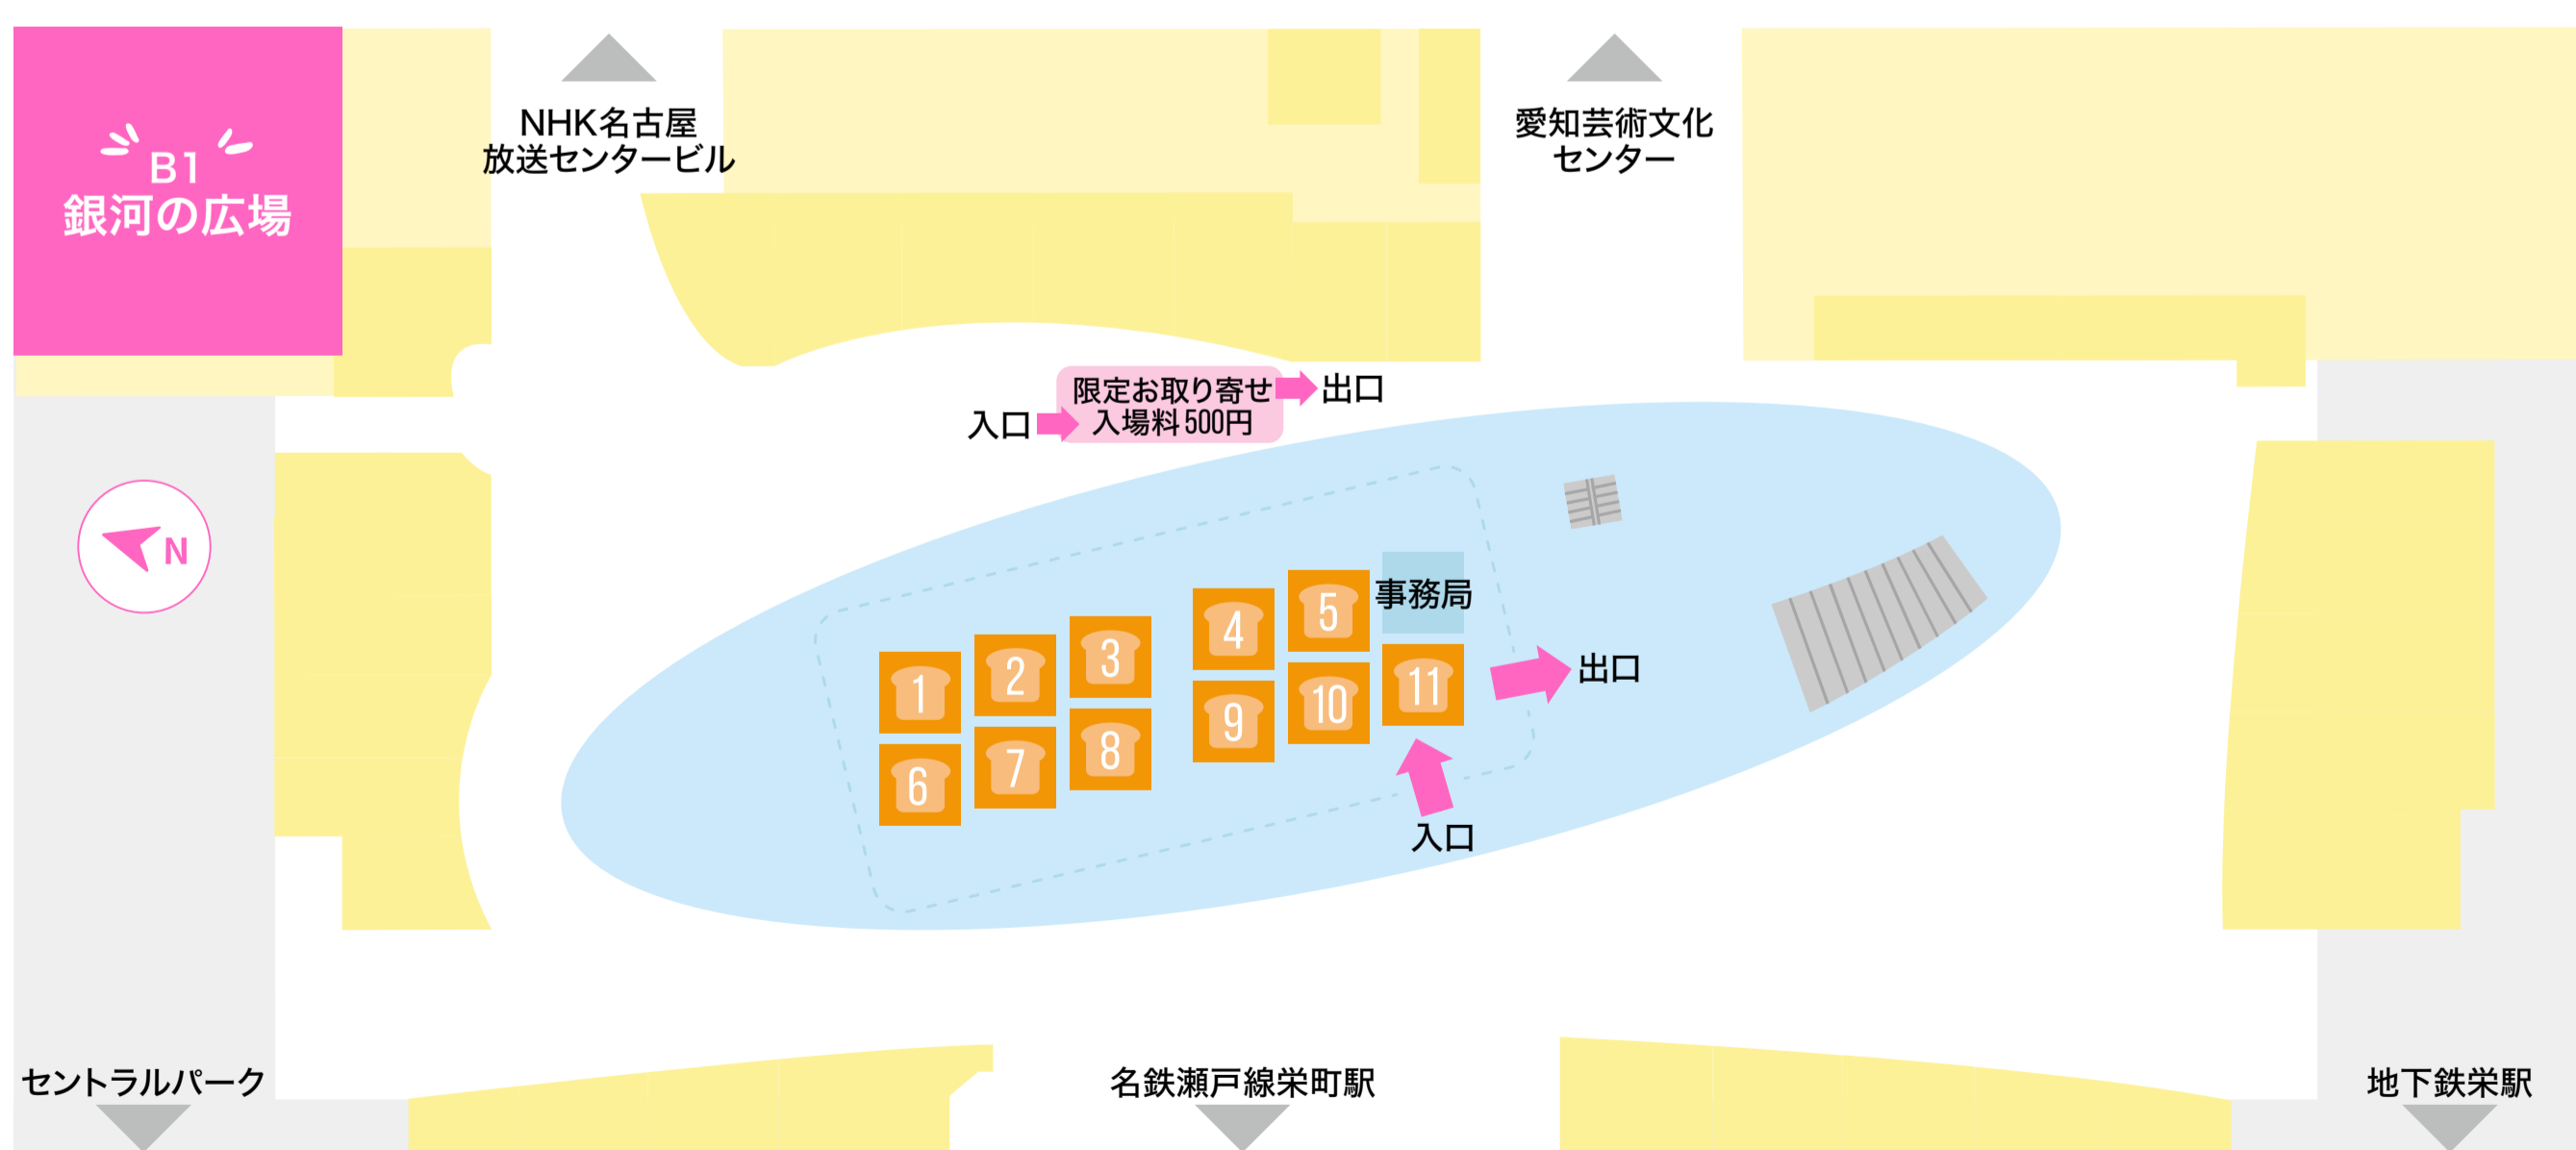 B1
銀河の広場
NHK名古屋
放送センタービル
愛知芸術文化
センター
限定お取り寄せ
入場料500円
出口
入口
N
事務局
1
2
3
4
5
6
7
8
9
10
11
出口
入口
セントラルパーク
名鉄瀬戸線栄町駅
地下鉄栄駅